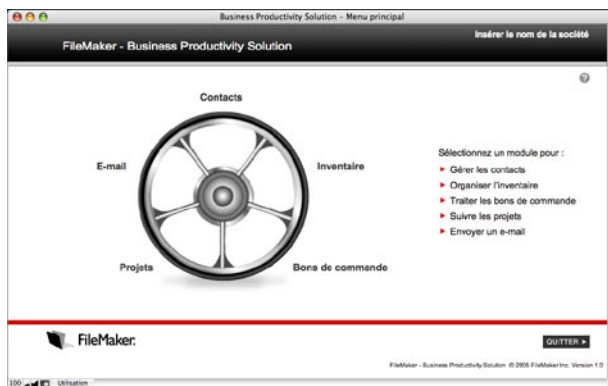 Business Productivity Solution - Menu principal
FileMaker - Business Productivity Solution
Insérer le nom de la société
?
Contacts
E-mail
Inventaire
Projets
Bons de commande
Sélectionnez un module pour :
Gérer les contacts
Organiser l'inventaire
Traiter les bons de commande
Suivre les projets
Envoyer un e-mail
FileMaker.
QUITTER
FileMaker - Business Productivity Solution © 2005 FileMaker Inc. Version 1.0
100 Utilisation